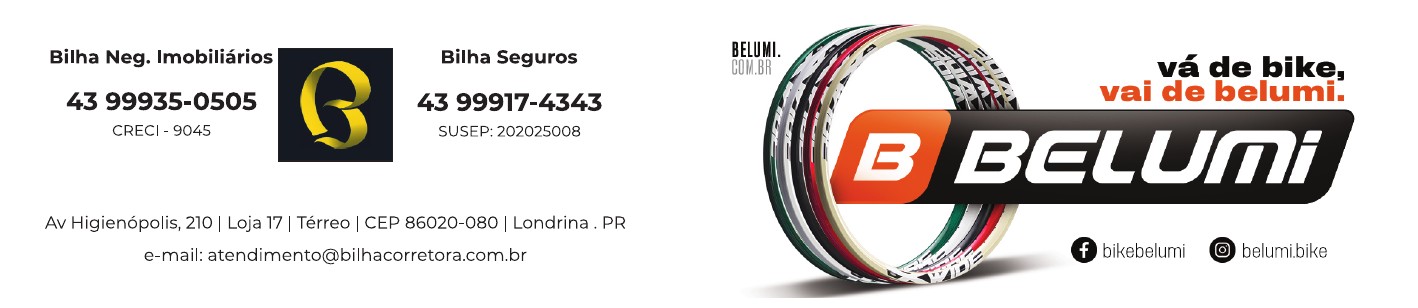 Bilha Neg. Imobiliários
43 99935-0505
CRECI - 9045
B
Bilha Seguros
43 99917-4343
SUSEP: 202025008
Av Higienópolis, 210 | Loja 17 | Térreo | CEP 86020-080 | Londrina . PR
e-mail: atendimento@bilhacorretora.com.br
BELUMI.
COM.BR
vá de bike,
vai de belumi.
B BELUMi
bikebelumi
belumi.bike